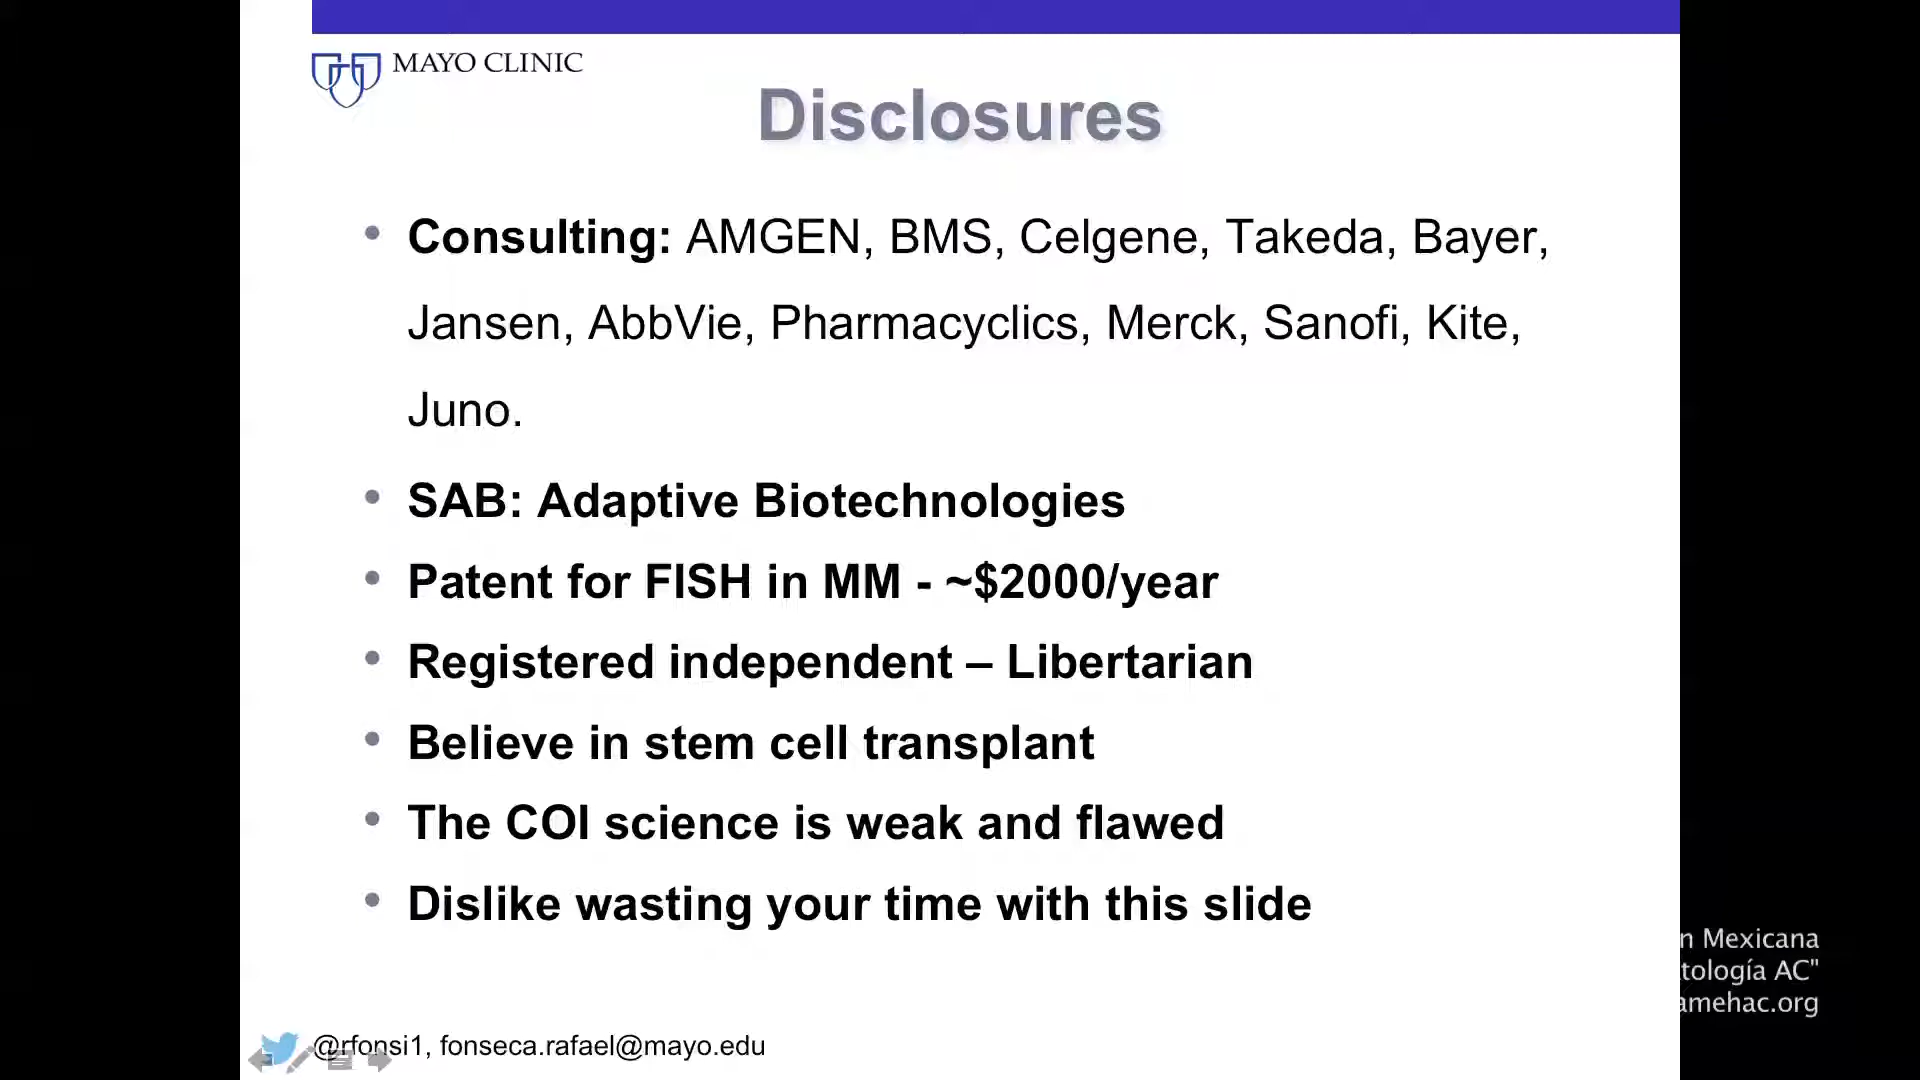 MAYO CLINIC
Disclosures
• Consulting: AMGEN, BMS, Celgene, Takeda, Bayer,
Jansen, AbbVie, Pharmacyclics, Merck, Sanofi, Kite,
Juno.
• SAB: Adaptive Biotechnologies
• Patent for FISH in MM - ~$2000/year
• Registered independent – Libertarian
• Believe in stem cell transplant
• The COI science is weak and flawed
• Dislike wasting your time with this slide
n Mexicana
tología AC"
amehac.org
@rfonsi1, fonseca.rafael@mayo.edu